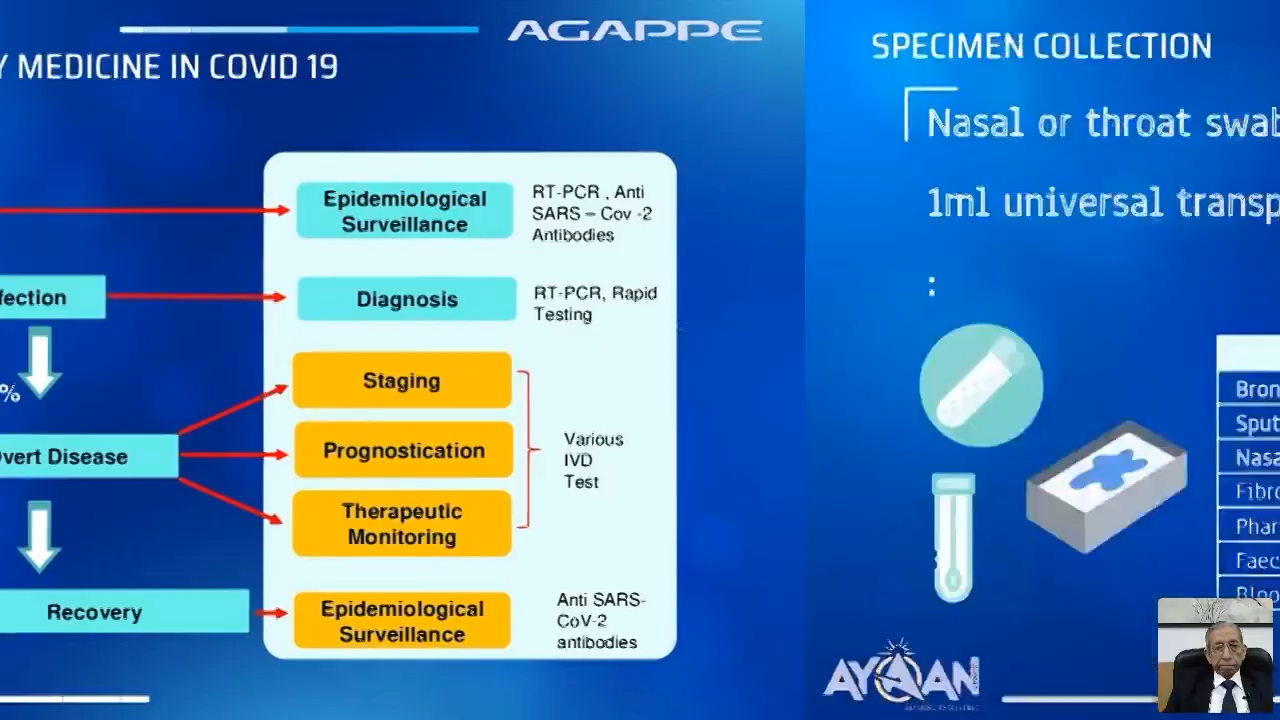 AGAPPE
Y MEDICINE IN COVID 19
Epidemiological
Surveillance
RT-PCR , Anti
SARS – Cov -2
Antibodies
fection
Diagnosis
RT-PCR, Rapid
Testing
%
Staging
Prognostication
Therapeutic
Monitoring
Various
IVD
Test
vert Disease
Recovery
Epidemiological
Surveillance
Anti SARS-
CoV-2
antibodies
SPECIMEN COLLECTION
Nasal or throat swab
1ml universal transp
:
Bron
Sput
Nasa
Fibro
Phar
Faec
Bloo
AYAAN